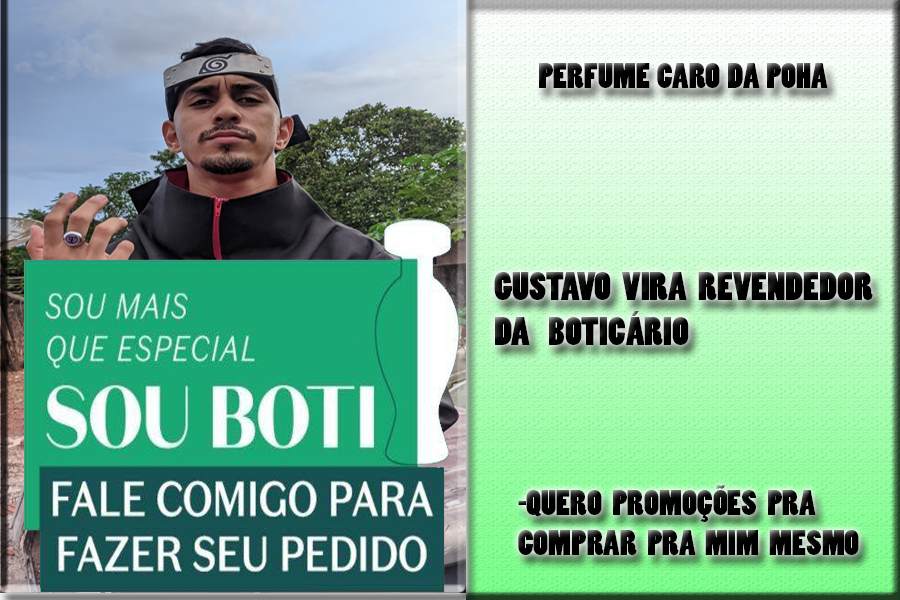 SOU MAIS
QUE ESPECIAL
SOU BOTI
FALE COMIGO PARA
FAZER SEU PEDIDO
PERFUME CARO DA POHA
GUSTAVO VIRA REVENDEDOR
DA BOTICÁRIO
-QUERO PROMOÇÕES PRA
COMPRAR PRA MIM MESMO